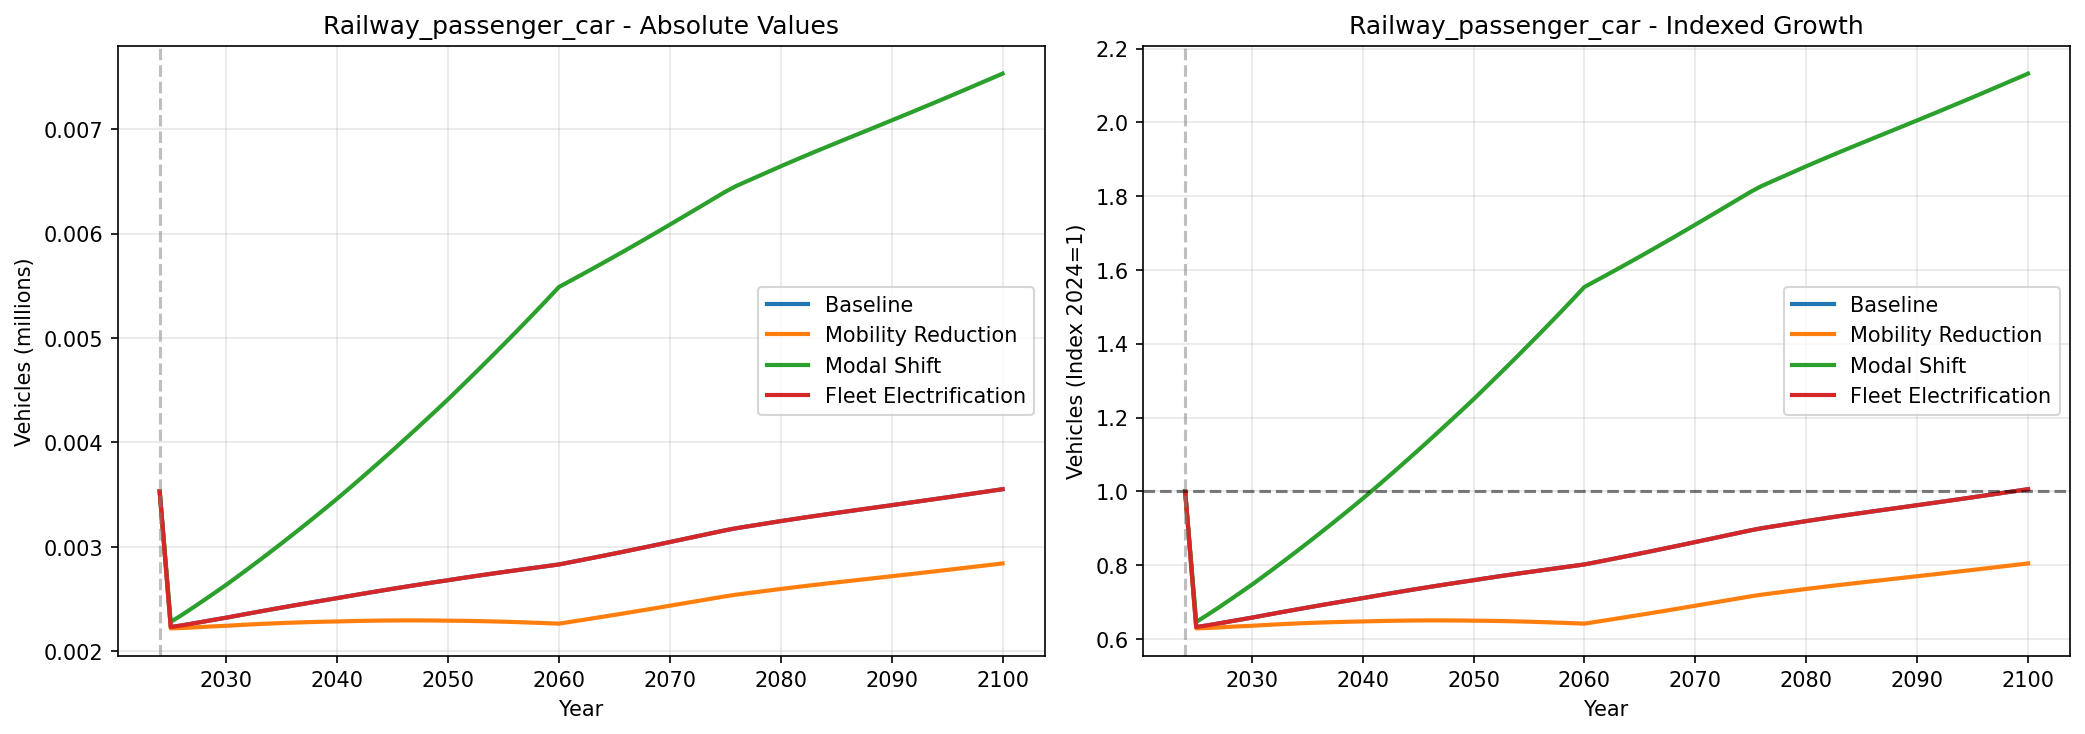 Railway_passenger_car - Absolute Values
Vehicles (millions)
0.007
0.006
0.005
0.004
0.003
0.002
2030 2040 2050 2060 2070 2080 2090 2100
Year
Baseline
Mobility Reduction
Modal Shift
Fleet Electrification
Railway_passenger_car - Indexed Growth
Vehicles (Index 2024=1)
2.2
2.0
1.8
1.6
1.4
1.2
1.0
0.8
0.6
2030 2040 2050 2060 2070 2080 2090 2100
Year
Baseline
Mobility Reduction
Modal Shift
Fleet Electrification